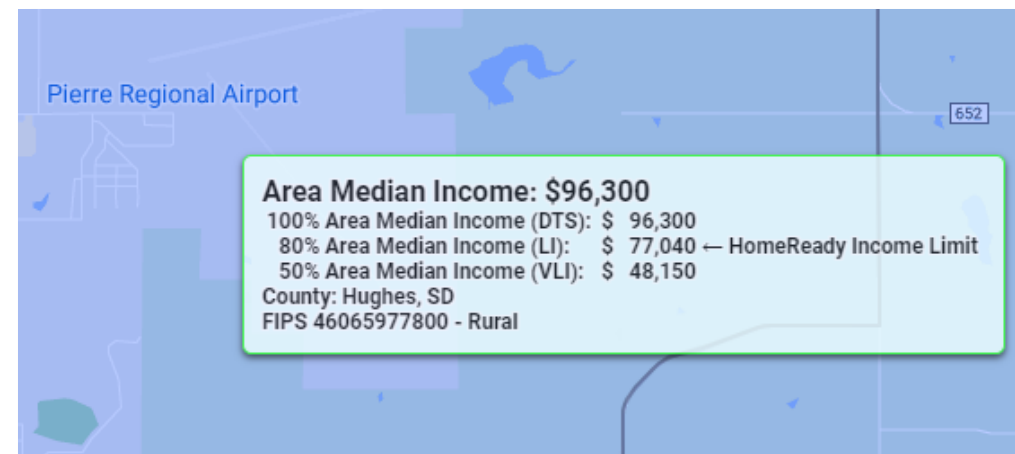 Pierre Regional Airport
652
Area Median Income: $96,300
100% Area Median Income (DTS): $ 96,300
80% Area Median Income (LI): $ 77,040 ← HomeReady Income Limit
50% Area Median Income (VLI): $ 48,150
County: Hughes, SD
FIPS 46065977800 - Rural